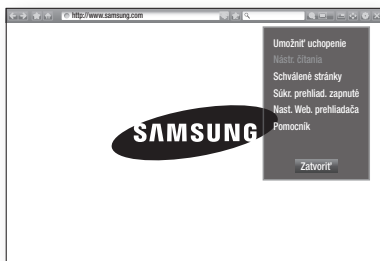 http://www.samsung.com
Umožniť uchopenie
Nástr. čítania
Schválené stránky
Súkr. prehliad. zapnuté
Nast. Web. prehliadača
SAMSUNG
Pomocník
Zatvoriť